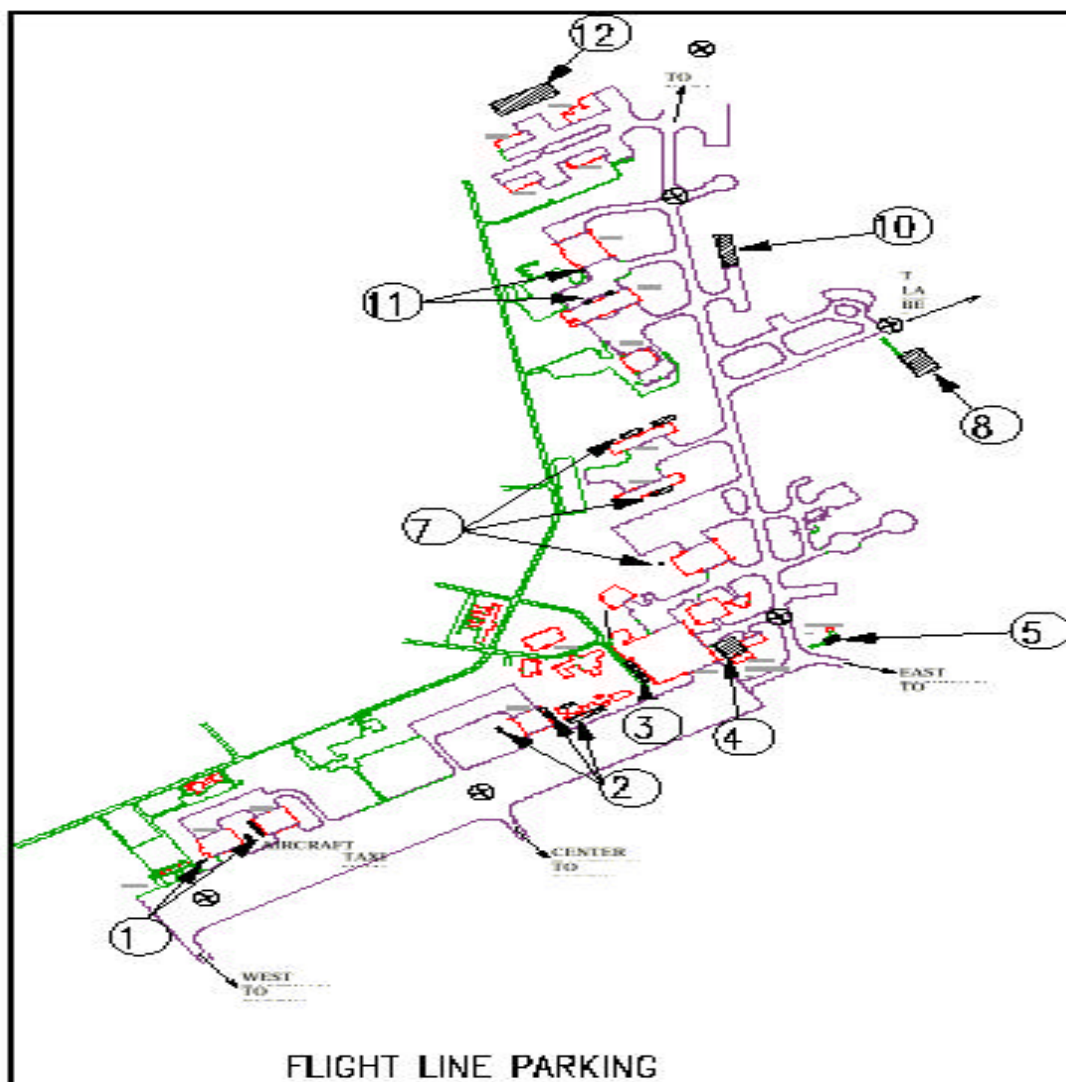 12
TO
10
11
T
LA
BE
8
7
5
EAST
TO
3
4
2
AIRCRAFT
TAXI
CENTER
TO
1
WEST
TO
FLIGHT LINE PARKING